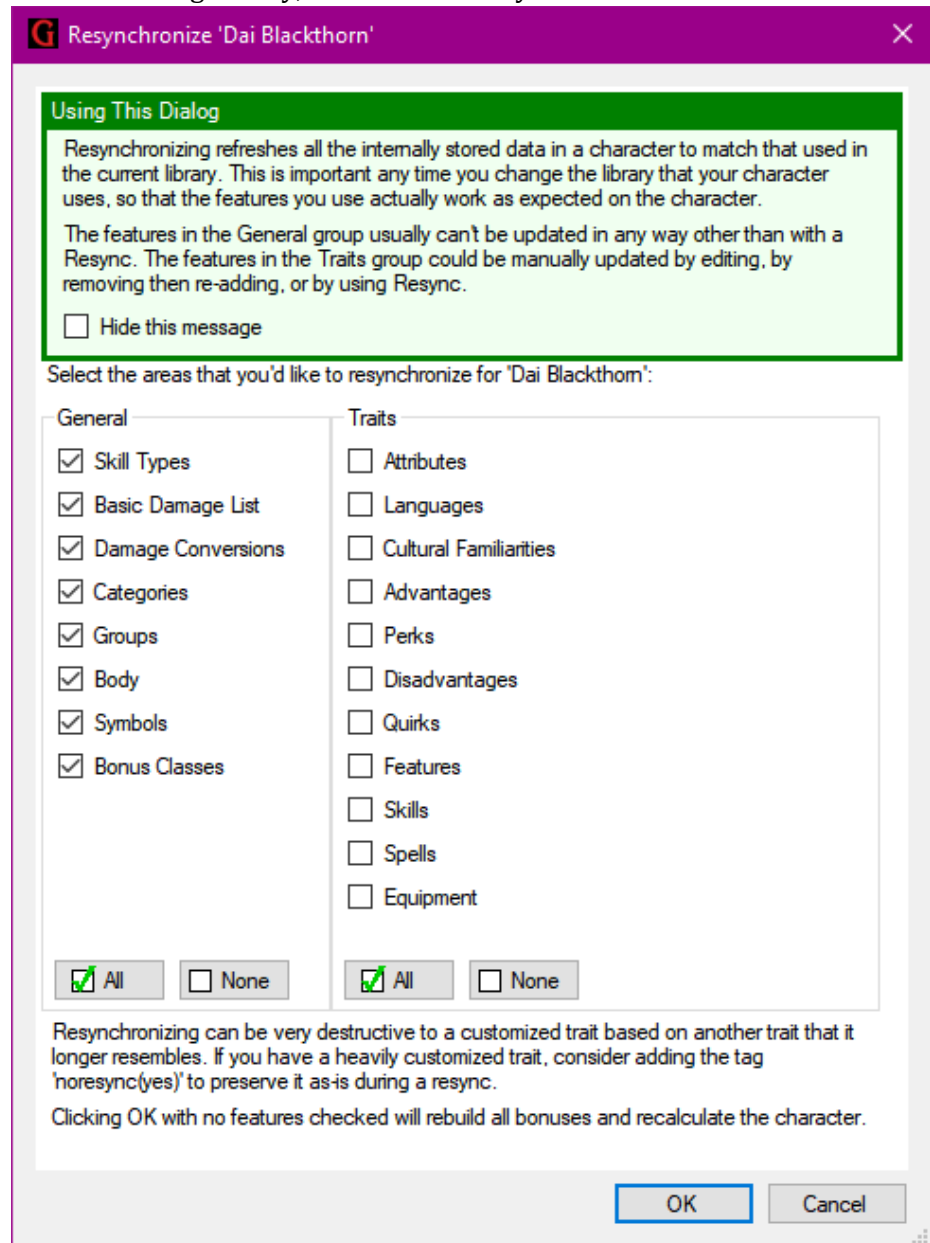 Resynchronize 'Dai Blackthorn'
Using This Dialog
Resynchronizing refreshes all the internally stored data in a character to match that used in
the current library. This is important any time you change the library that your character
uses, so that the features you use actually work as expected on the character.
The features in the General group usually can't be updated in any way other than with a
Resync. The features in the Traits group could be manually updated by editing, by
removing then re-adding, or by using Resync.
Hide this message
Select the areas that you'd like to resynchronize for 'Dai Blackthorn':
General
Skill Types
Basic Damage List
Damage Conversions
Categories
Groups
Body
Symbols
Bonus Classes
All None
Traits
Attributes
Languages
Cultural Familiarities
Advantages
Perks
Disadvantages
Quirks
Features
Skills
Spells
Equipment
All None
Resynchronizing can be very destructive to a customized trait based on another trait that it
longer resembles. If you have a heavily customized trait, consider adding the tag
'noresync(yes)' to preserve it as-is during a resync.
Clicking OK with no features checked will rebuild all bonuses and recalculate the character.
OK Cancel